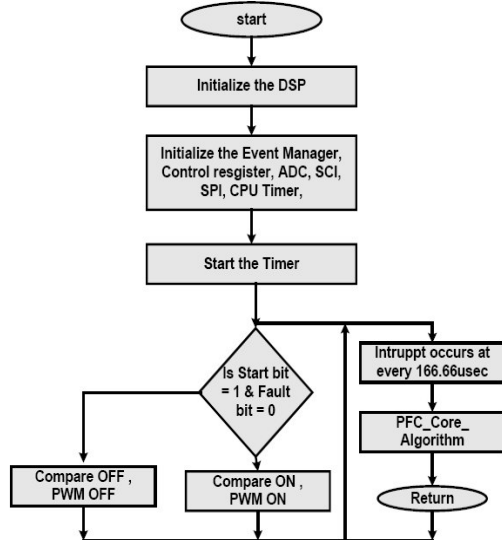 start
Initialize the DSP
Initialize the Event Manager,
Control resgister, ADC, SCI,
SPI, CPU Timer,
Start the Timer
Is Start bit
= 1 & Fault
bit = 0
Intruppt occurs at
every 166.66usec
PFC_Core_
Algorithm
Compare OFF ,
PWM OFF
Compare ON ,
PWM ON
Return